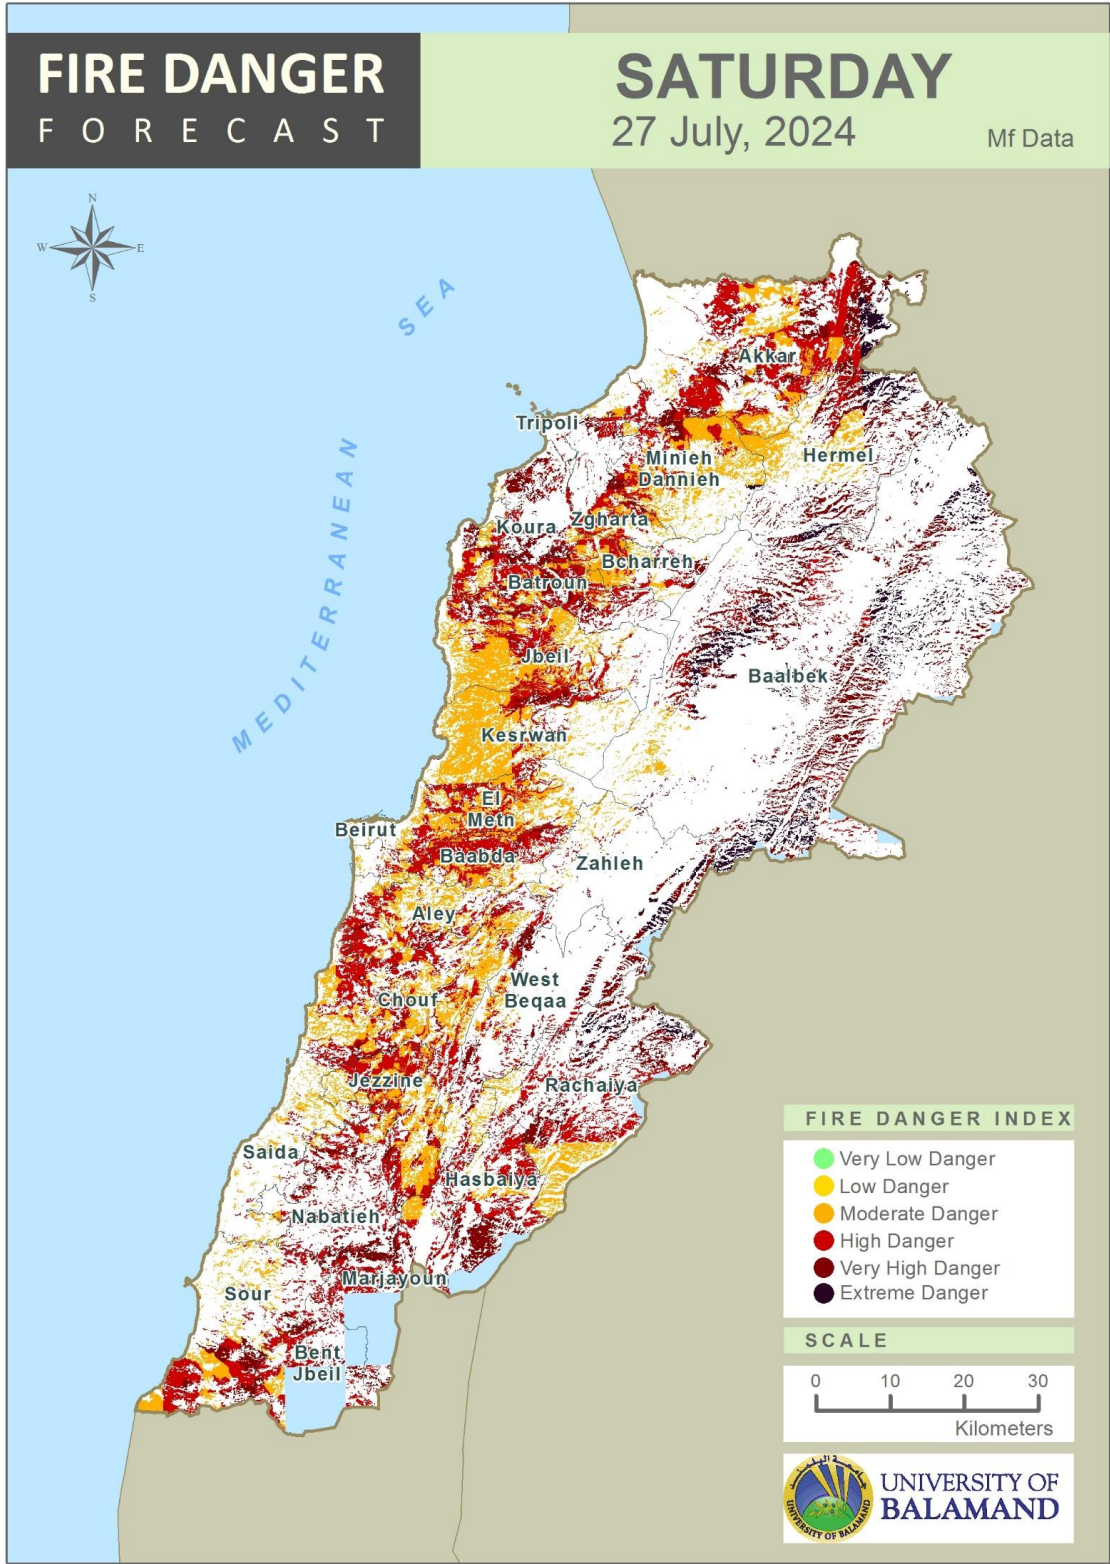 FIRE DANGER
FORECAST
SATURDAY
27 July, 2024
Mf Data
N
W
E
S
MEDITERRANEAN SEA
Akkar
Tripoli
Minieh
Dannieh
Hermel
Koura
Zgharta
Bcharreh
Batroun
Jbeil
Baalbek
Kesrwan
El
Metn
Beirut
Baabda
Zahleh
Aley
West
Beqaa
Chouf
Jezzine
Rachaiya
Saida
Hasbaiya
Nabatieh
Marjayoun
Sour
Bent
Jbeil
FIRE DANGER INDEX
Very Low Danger
Low Danger
Moderate Danger
High Danger
Very High Danger
Extreme Danger
SCALE
0 10 20 30
Kilometers
UNIVERSITY OF BALAMAND
UNIVERSITY OF
BALAMAND